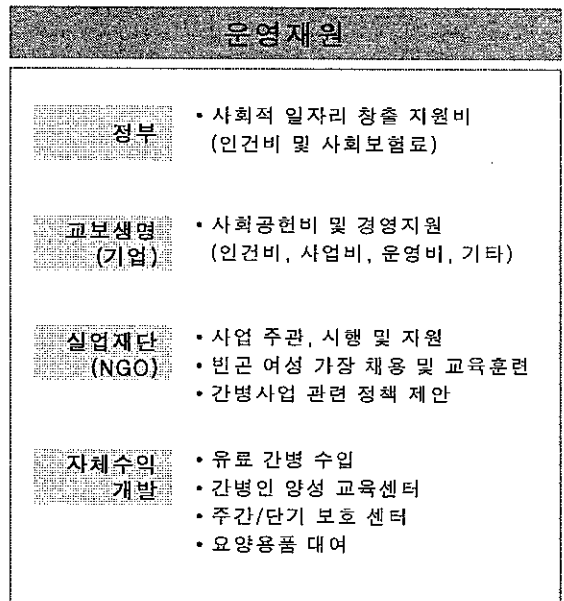 운영재원
정부
• 사회적 일자리 창출 지원비
(인건비 및 사회보험료)
교보생명
(기업)
• 사회공헌비 및 경영지원
(인건비, 사업비, 운영비, 기타)
실업재단
(NGO)
• 사업 주관, 시행 및 지원
• 빈곤 여성 가장 채용 및 교육훈련
• 간병사업 관련 정책 제안
자체수익
개발
• 유료 간병 수입
• 간병인 양성 교육센터
• 주간/단기 보호 센터
• 요양용품 대여